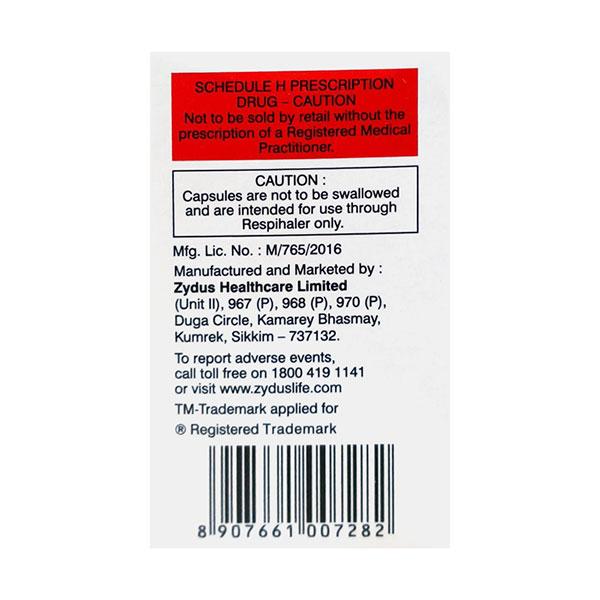 SCHEDULE H PRESCRIPTION
DRUG – CAUTION
Not to be sold by retail without the
prescription of a Registered Medical
Practitioner.
CAUTION :
Capsules are not to be swallowed
and are intended for use through
Respihaler only.
Mfg. Lic. No. : M/765/2016
Manufactured and Marketed by :
Zydus Healthcare Limited
(Unit II), 967 (P), 968 (P), 970 (P),
Duga Circle, Kamarey Bhasmay,
Kumrek, Sikkim – 737132.
To report adverse events,
call toll free on 1800 419 1141
or visit www.zyduslife.com
TM-Trademark applied for
® Registered Trademark
8 907661 007282